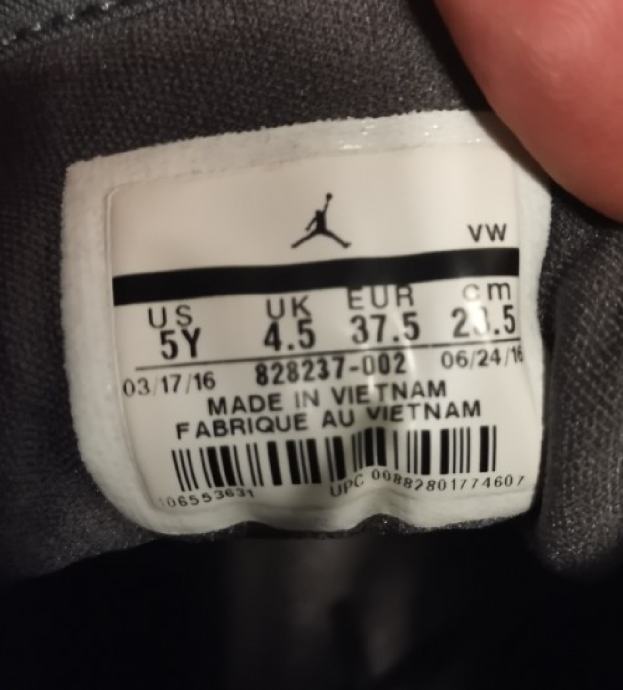 VW
US UK EUR cm
5Y 4.5 37.5 23.5
03/17/16 828237-002 06/24/16
MADE IN VIETNAM
FABRIQUE AU VIETNAM
106553631 UPC 00882801774607